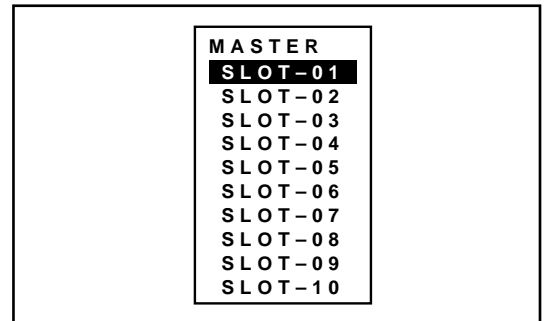 MASTER
SLOT–01
SLOT–02
SLOT–03
SLOT–04
SLOT–05
SLOT–06
SLOT–07
SLOT–08
SLOT–09
SLOT–10